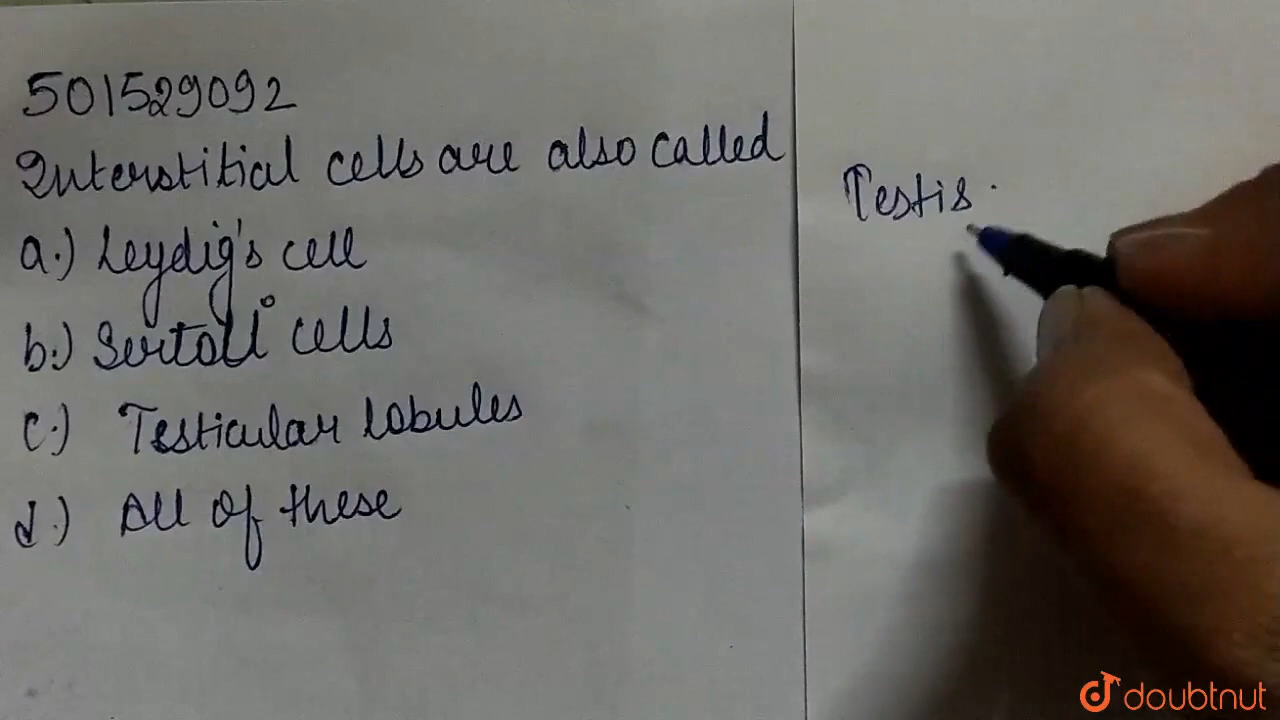 501529092
Interstitial cells are also called
a.) Leydig's cell
b.) Sertoli cells
c.) Testicular lobules
d.) All of these
Testis
doubtnut